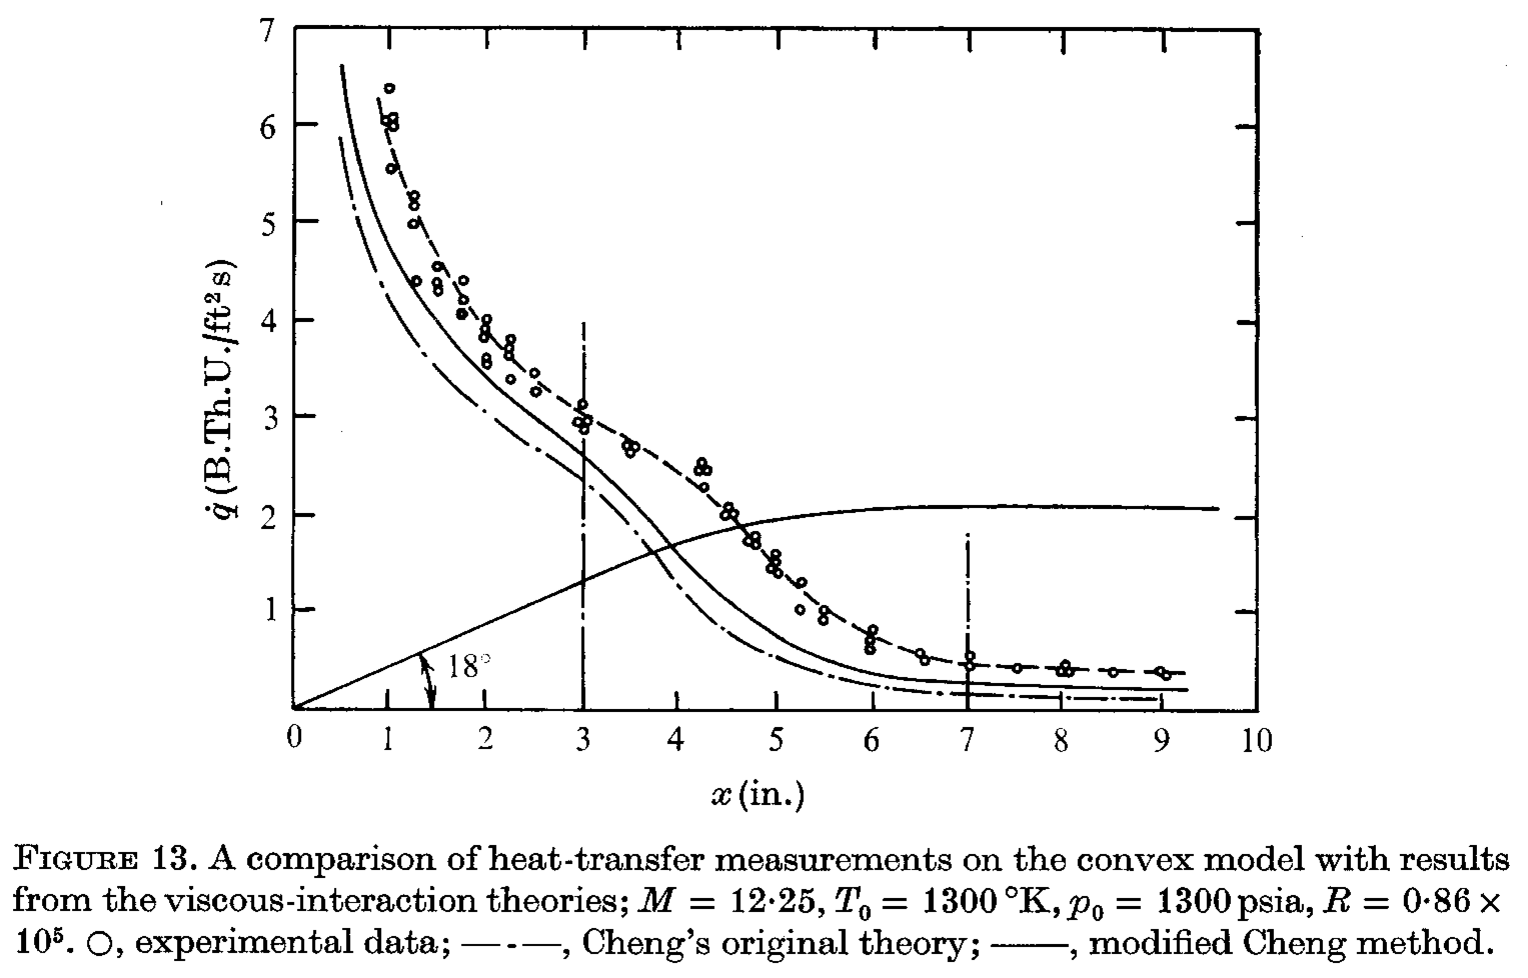 7
6
5
4
3
2
1
q̇ (B.Th.U./ft² s)
18°
0 1 2 3 4 5 6 7 8 9 10
x (in.)
FIGURE 13. A comparison of heat-transfer measurements on the convex model with results
from the viscous-interaction theories; M = 12·25, T₀ = 1300 °K, p₀ = 1300 psia, R = 0·86 ×
10⁵. ○, experimental data; —-—, Cheng's original theory; ——, modified Cheng method.